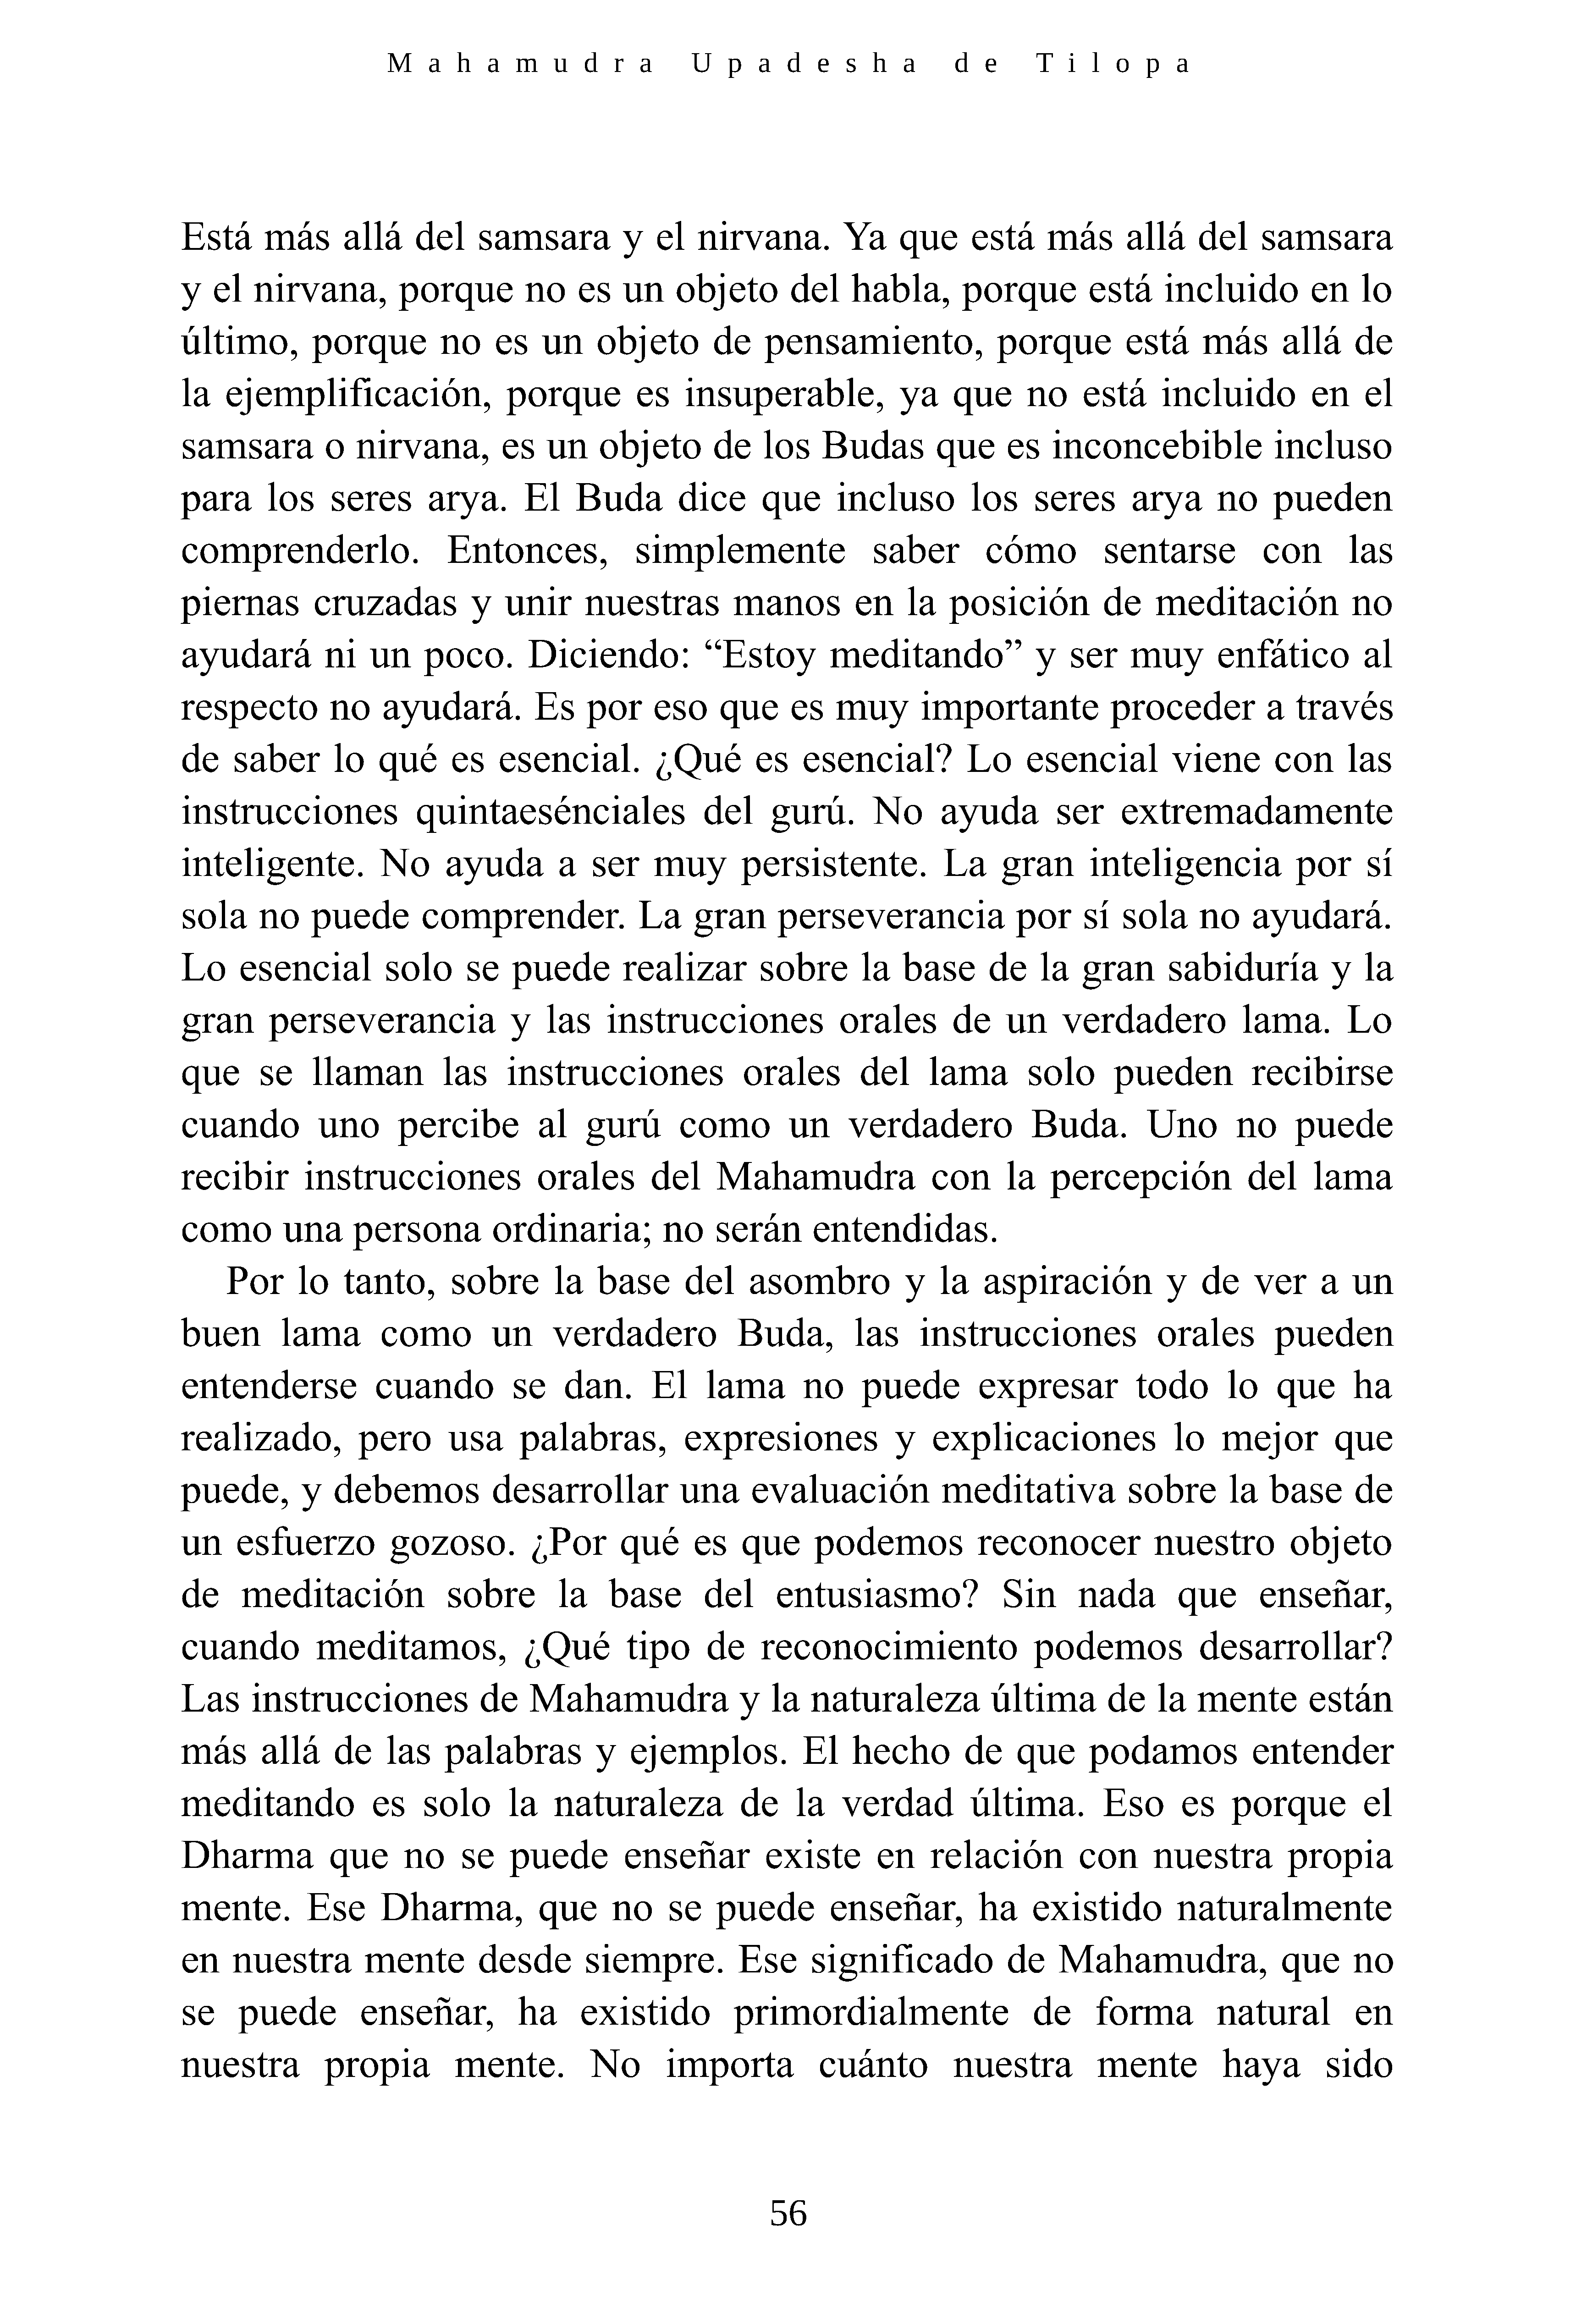 Mahamudra Upadesha de Tilopa
Está más allá del samsara y el nirvana. Ya que está más allá del samsara
y el nirvana, porque no es un objeto del habla, porque está incluido en lo
último, porque no es un objeto de pensamiento, porque está más allá de
la ejemplificación, porque es insuperable, ya que no está incluido en el
samsara o nirvana, es un objeto de los Budas que es inconcebible incluso
para los seres arya. El Buda dice que incluso los seres arya no pueden
comprenderlo. Entonces, simplemente saber cómo sentarse con las
piernas cruzadas y unir nuestras manos en la posición de meditación no
ayudará ni un poco. Diciendo: “Estoy meditando” y ser muy enfático al
respecto no ayudará. Es por eso que es muy importante proceder a través
de saber lo qué es esencial. ¿Qué es esencial? Lo esencial viene con las
instrucciones quintaesénciales del gurú. No ayuda ser extremadamente
inteligente. No ayuda a ser muy persistente. La gran inteligencia por sí
sola no puede comprender. La gran perseverancia por sí sola no ayudará.
Lo esencial solo se puede realizar sobre la base de la gran sabiduría y la
gran perseverancia y las instrucciones orales de un verdadero lama. Lo
que se llaman las instrucciones orales del lama solo pueden recibirse
cuando uno percibe al gurú como un verdadero Buda. Uno no puede
recibir instrucciones orales del Mahamudra con la percepción del lama
como una persona ordinaria; no serán entendidas.
Por lo tanto, sobre la base del asombro y la aspiración y de ver a un
buen lama como un verdadero Buda, las instrucciones orales pueden
entenderse cuando se dan. El lama no puede expresar todo lo que ha
realizado, pero usa palabras, expresiones y explicaciones lo mejor que
puede, y debemos desarrollar una evaluación meditativa sobre la base de
un esfuerzo gozoso. ¿Por qué es que podemos reconocer nuestro objeto
de meditación sobre la base del entusiasmo? Sin nada que enseñar,
cuando meditamos, ¿Qué tipo de reconocimiento podemos desarrollar?
Las instrucciones de Mahamudra y la naturaleza última de la mente están
más allá de las palabras y ejemplos. El hecho de que podamos entender
meditando es solo la naturaleza de la verdad última. Eso es porque el
Dharma que no se puede enseñar existe en relación con nuestra propia
mente. Ese Dharma, que no se puede enseñar, ha existido naturalmente
en nuestra mente desde siempre. Ese significado de Mahamudra, que no
se puede enseñar, ha existido primordialmente de forma natural en
nuestra propia mente. No importa cuánto nuestra mente haya sido
56